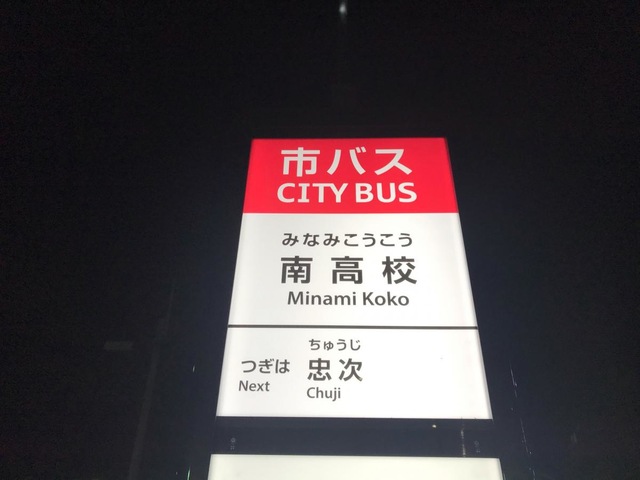 市バス
CITY BUS
みなみこうこう
南高校
Minami Koko
ちゅうじ
つぎは 忠次
Next Chuji